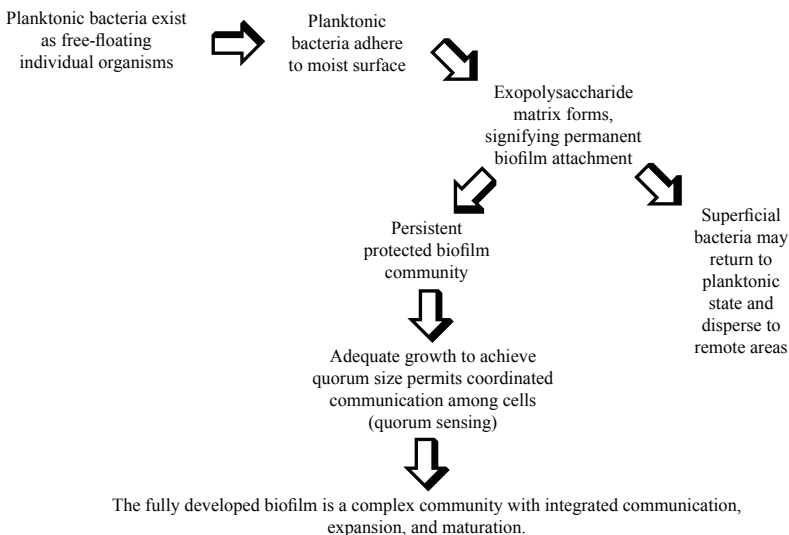 Planktonic bacteria exist
as free-floating
individual organisms
Planktonic
bacteria adhere
to moist surface
Exopolysaccharide
matrix forms,
signifying permanent
biofilm attachment
Persistent
protected biofilm
community
Superficial
bacteria may
return to
planktonic
state and
disperse to
remote areas
Adequate growth to achieve
quorum size permits coordinated
communication among cells
(quorum sensing)
The fully developed biofilm is a complex community with integrated communication,
expansion, and maturation.